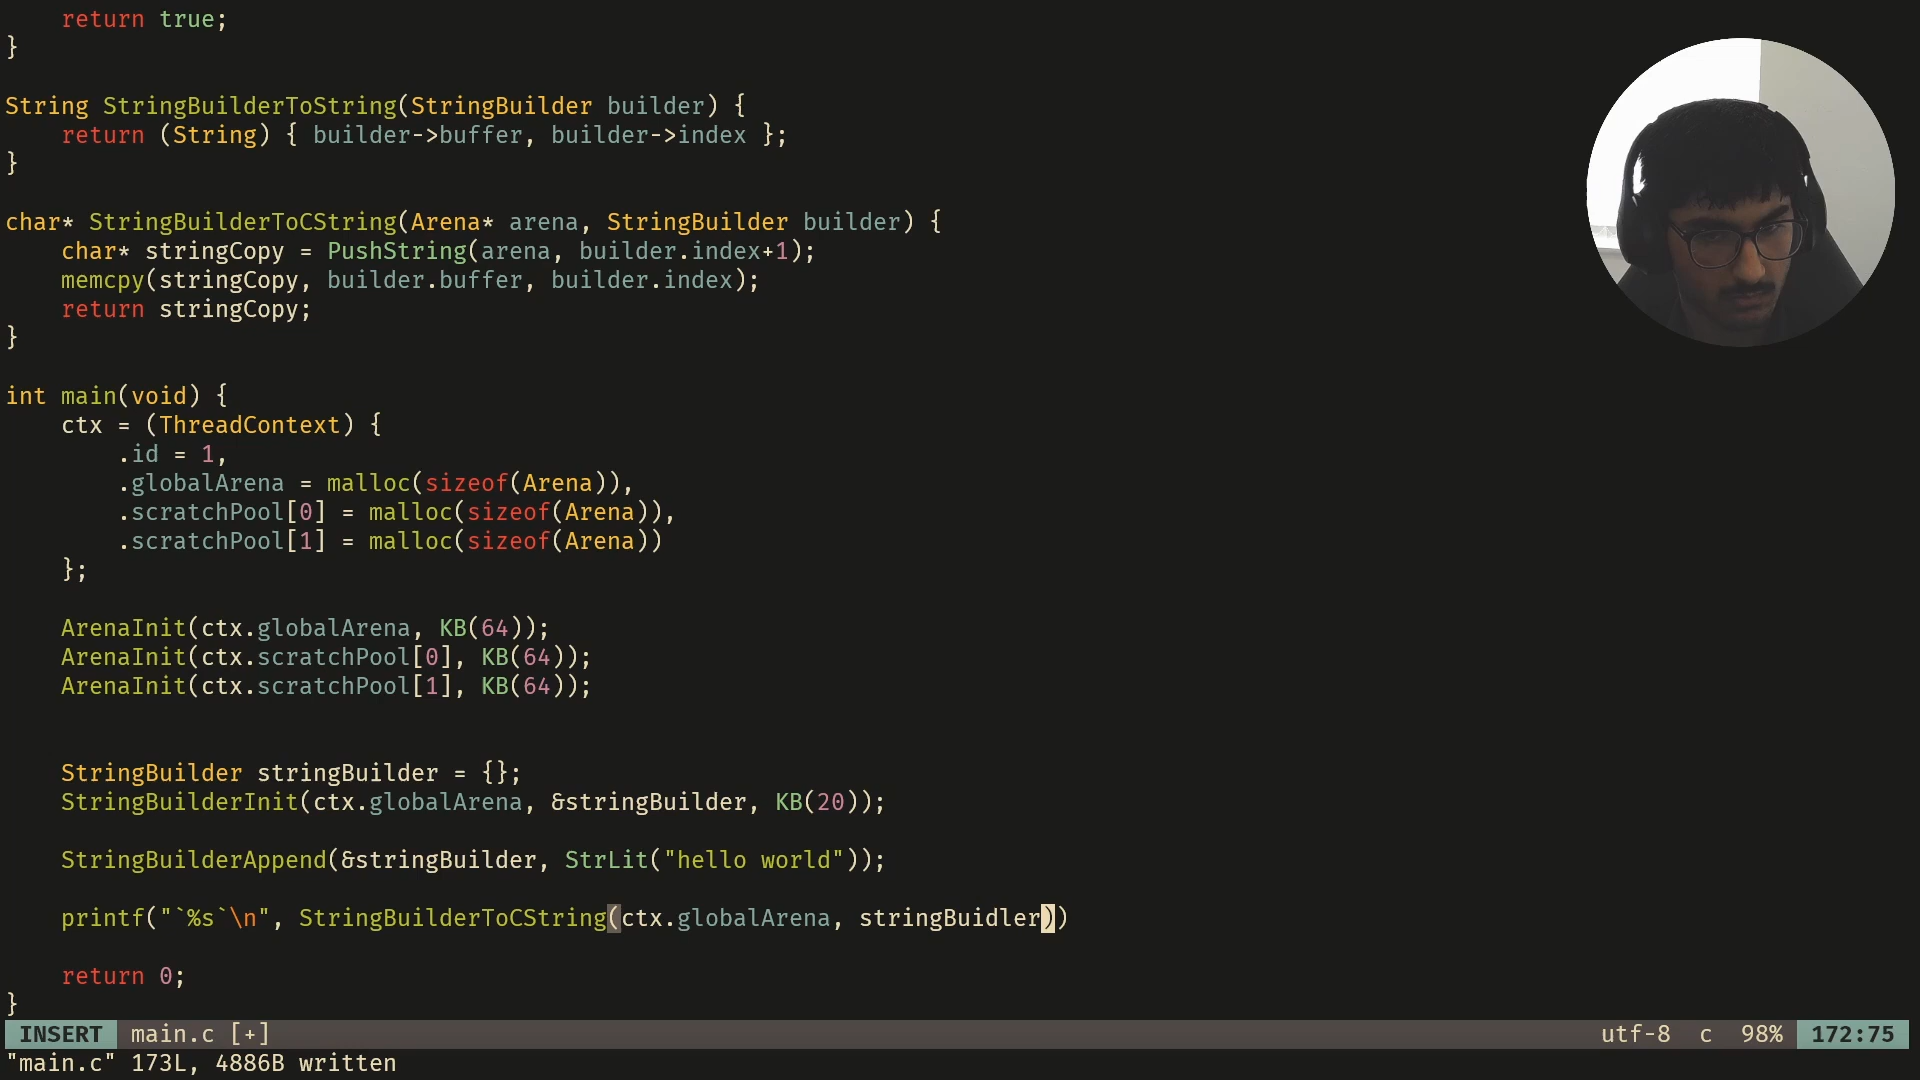 return true;
}
String StringBuilderToString(StringBuilder builder) {
    return (String) { builder->buffer, builder->index };
}
char* StringBuilderToCString(Arena* arena, StringBuilder builder) {
    char* stringCopy = PushString(arena, builder.index+1);
    memcpy(stringCopy, builder.buffer, builder.index);
    return stringCopy;
}
int main(void) {
    ctx = (ThreadContext) {
        .id = 1,
        .globalArena = malloc(sizeof(Arena)),
        .scratchPool[0] = malloc(sizeof(Arena)),
        .scratchPool[1] = malloc(sizeof(Arena))
    };
    ArenaInit(ctx.globalArena, KB(64));
    ArenaInit(ctx.scratchPool[0], KB(64));
    ArenaInit(ctx.scratchPool[1], KB(64));
    StringBuilder stringBuilder = {};
    StringBuilderInit(ctx.globalArena, &stringBuilder, KB(20));
    StringBuilderAppend(&stringBuilder, StrLit("hello world"));
    printf("`%s`\n", StringBuilderToCString(ctx.globalArena, stringBuidler))
    return 0;
}
INSERT main.c [+] utf-8 c 98% 172:75
"main.c" 173L, 4886B written